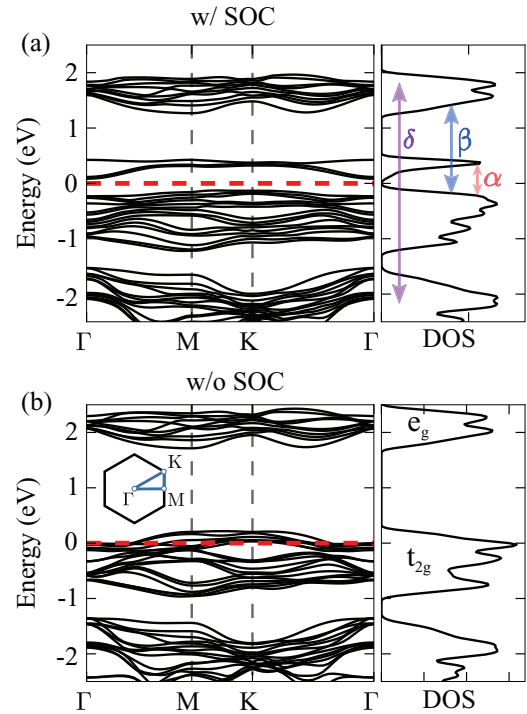 w/ SOC
(a)
Energy (eV)
2
1
0
-1
-2
δ
β
α
Γ M K Γ
DOS
w/o SOC
(b)
Energy (eV)
2
1
0
-1
-2
K
Γ
M
e_g
t_2g
Γ M K Γ
DOS